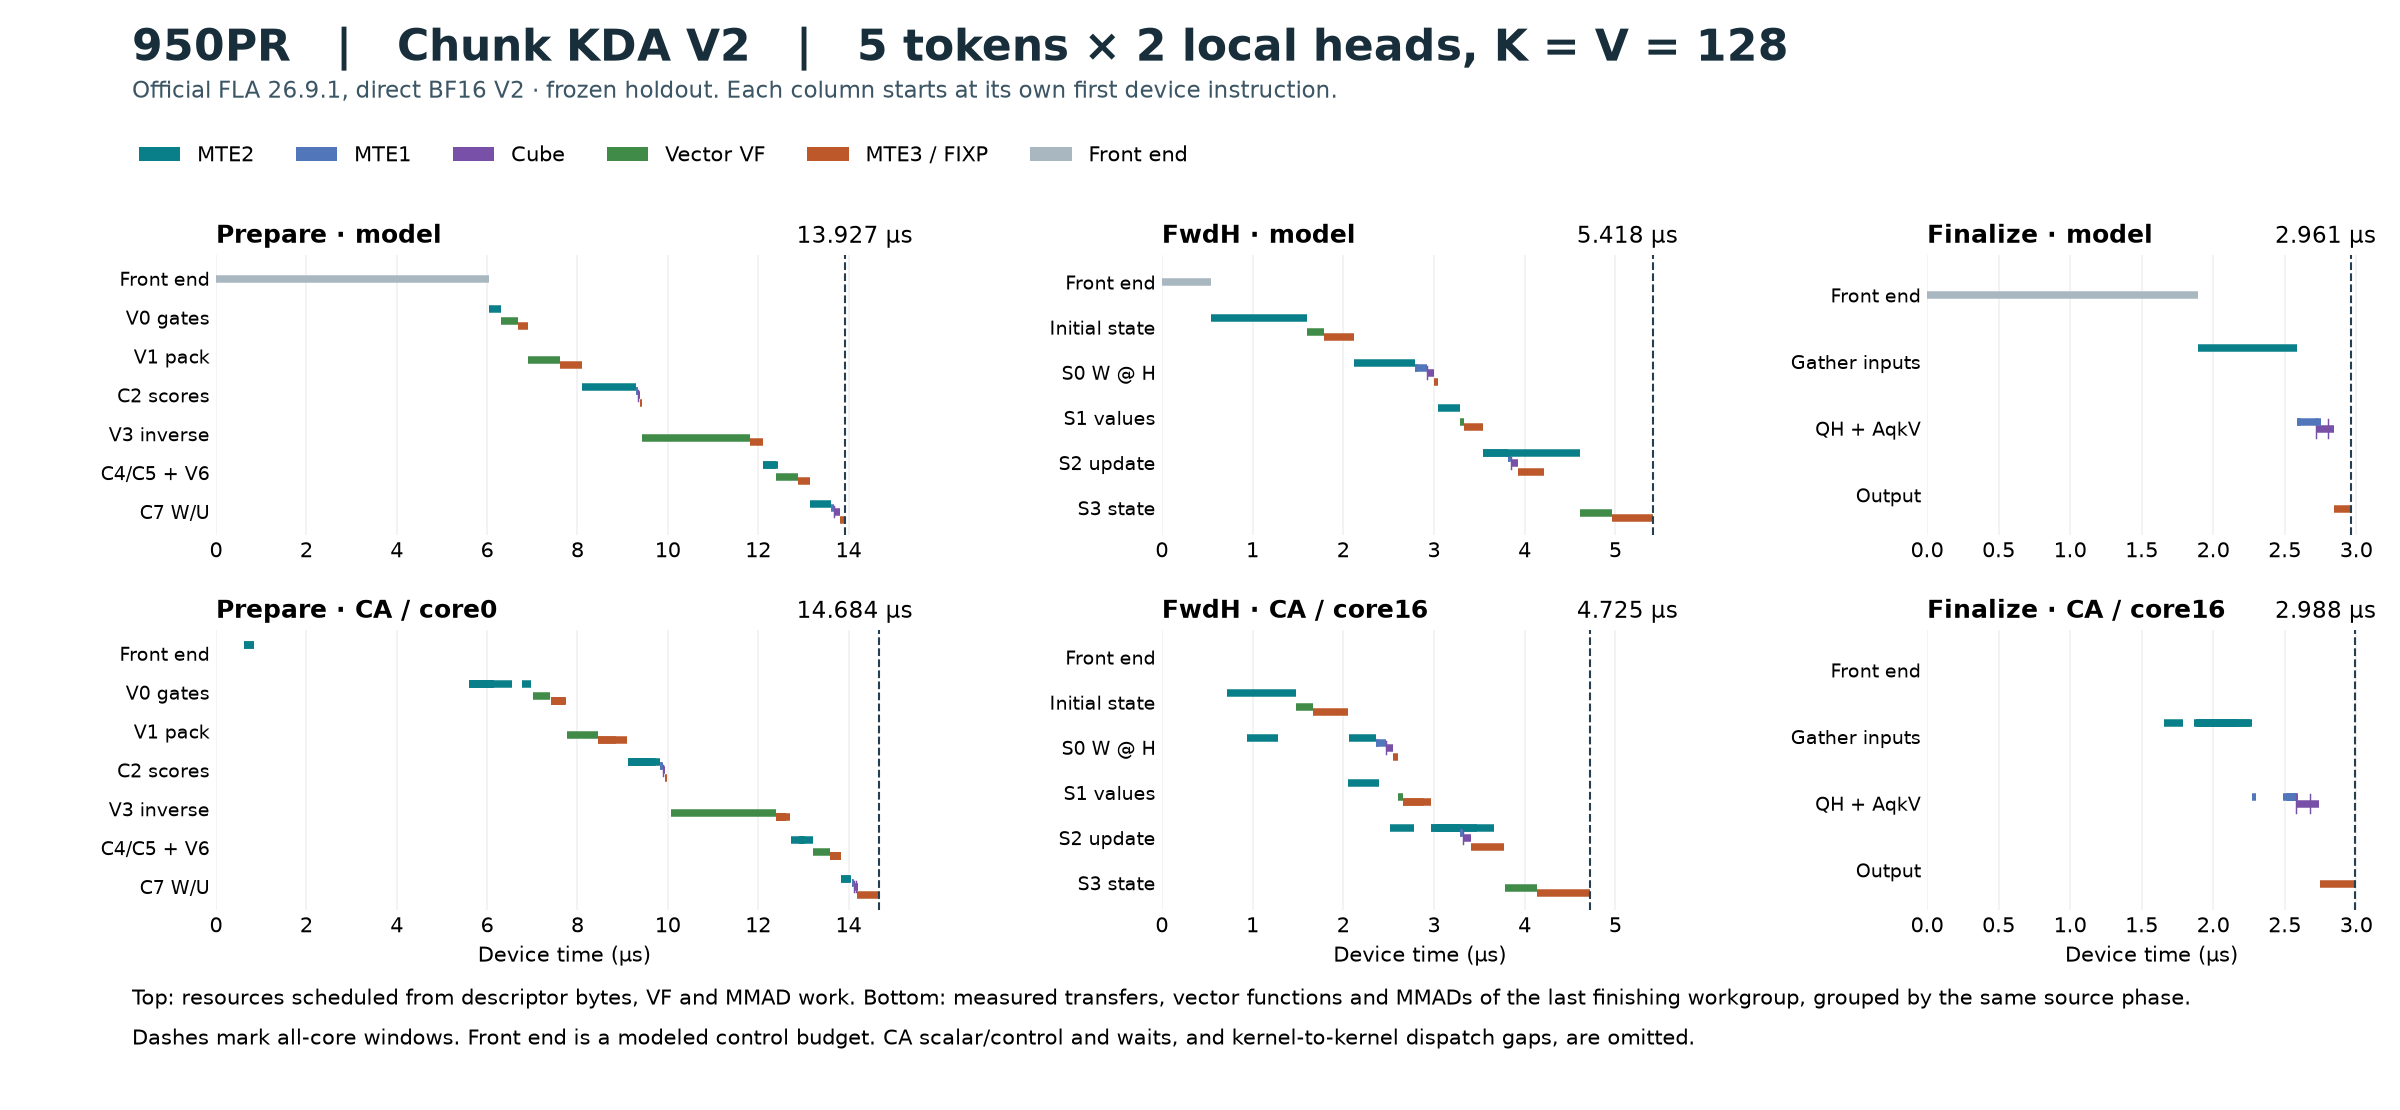 950PR | Chunk KDA V2 | 5 tokens × 2 local heads, K = V = 128
Official FLA 26.9.1, direct BF16 V2 · frozen holdout. Each column starts at its own first device instruction.
MTE2 MTE1 Cube Vector VF MTE3 / FIXP Front end
Prepare · model 13.927 µs
Front end
V0 gates
V1 pack
C2 scores
V3 inverse
C4/C5 + V6
C7 W/U
0 2 4 6 8 10 12 14
FwdH · model 5.418 µs
Front end
Initial state
S0 W @ H
S1 values
S2 update
S3 state
0 1 2 3 4 5
Finalize · model 2.961 µs
Front end
Gather inputs
QH + AqkV
Output
0.0 0.5 1.0 1.5 2.0 2.5 3.0
Prepare · CA / core0 14.684 µs
Front end
V0 gates
V1 pack
C2 scores
V3 inverse
C4/C5 + V6
C7 W/U
0 2 4 6 8 10 12 14
Device time (µs)
FwdH · CA / core16 4.725 µs
Front end
Initial state
S0 W @ H
S1 values
S2 update
S3 state
0 1 2 3 4 5
Device time (µs)
Finalize · CA / core16 2.988 µs
Front end
Gather inputs
QH + AqkV
Output
0.0 0.5 1.0 1.5 2.0 2.5 3.0
Device time (µs)
Top: resources scheduled from descriptor bytes, VF and MMAD work. Bottom: measured transfers, vector functions and MMADs of the last finishing workgroup, grouped by the same source phase.
Dashes mark all-core windows. Front end is a modeled control budget. CA scalar/control and waits, and kernel-to-kernel dispatch gaps, are omitted.